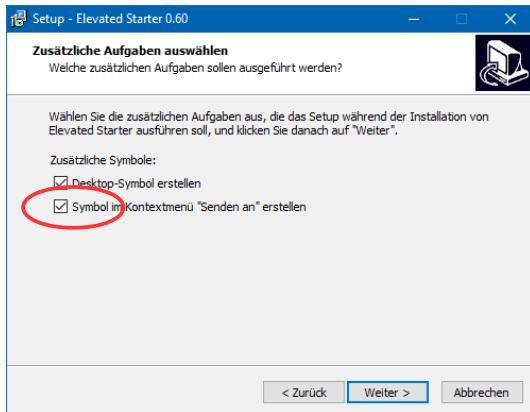 Setup - Elevated Starter 0.60
Zusätzliche Aufgaben auswählen
Welche zusätzlichen Aufgaben sollen ausgeführt werden?
Wählen Sie die zusätzlichen Aufgaben aus, die das Setup während der Installation von
Elevated Starter ausführen soll, und klicken Sie danach auf "Weiter".
Zusätzliche Symbole:
Desktop-Symbol erstellen
Symbol im Kontextmenü "Senden an" erstellen
< Zurück Weiter > Abbrechen